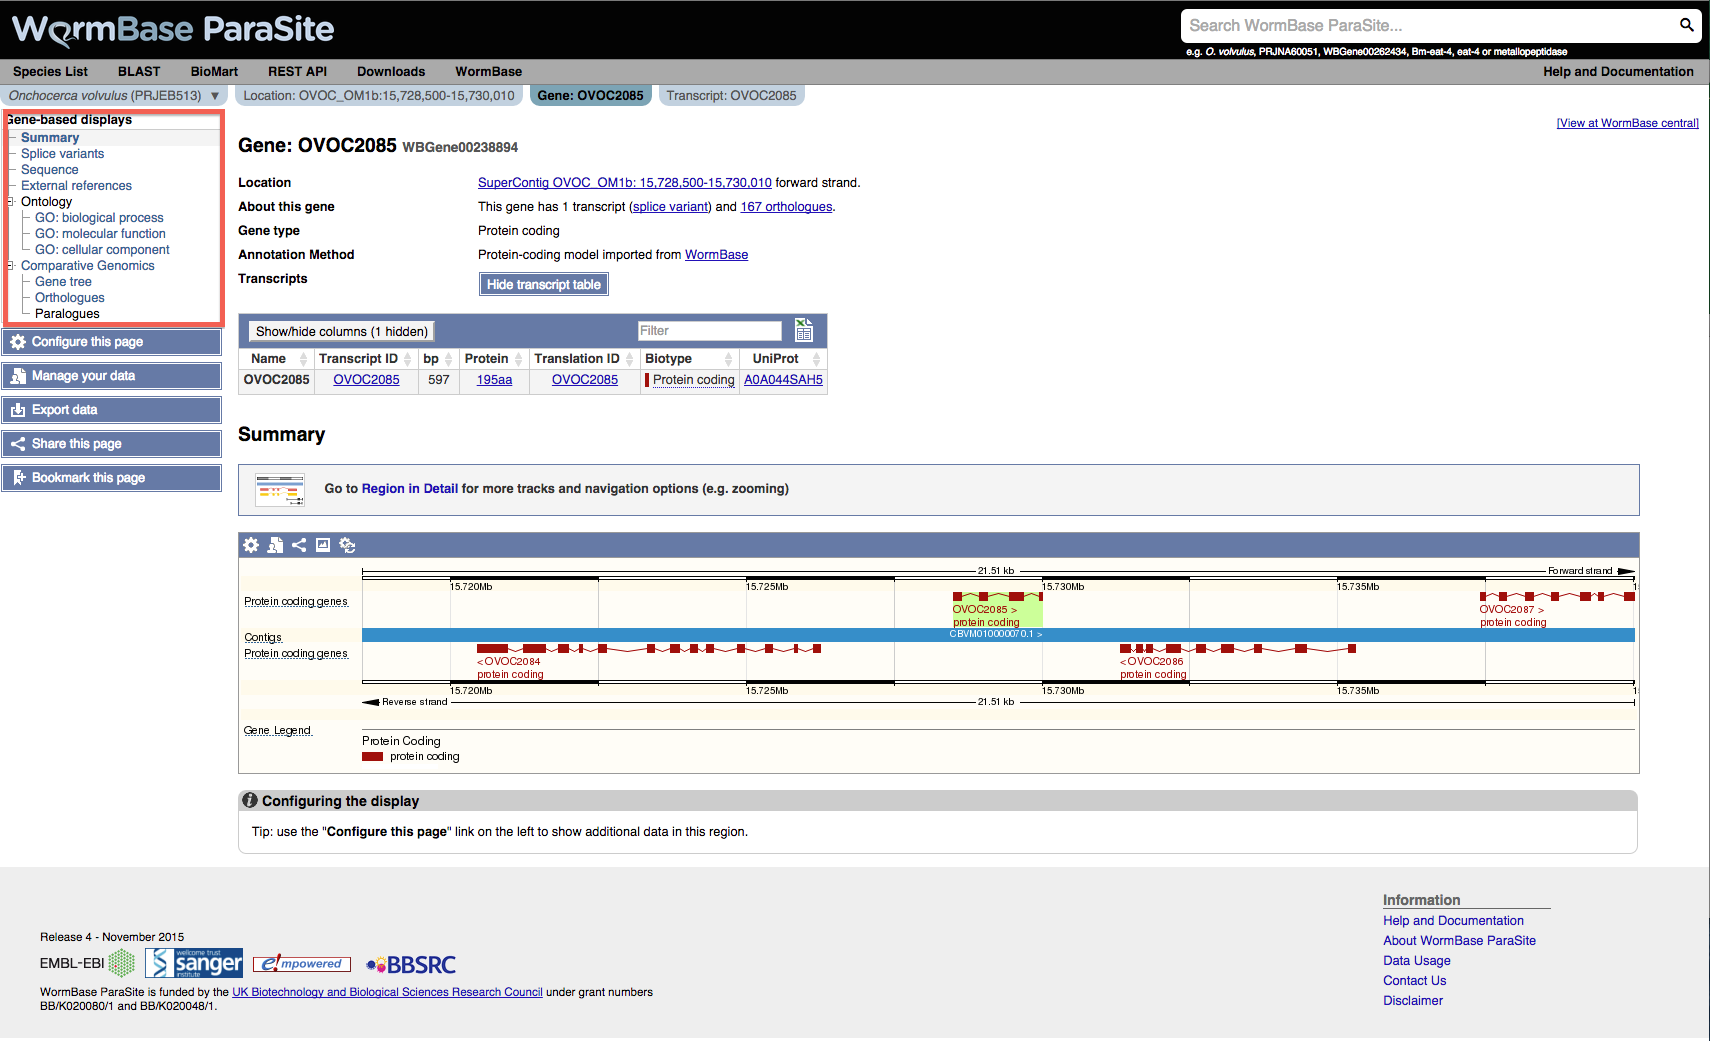 WormBase ParaSite
Search WormBase ParaSite...
e.g. O. volvulus, PRJNA60051, WBGene00262434, Bm-eat-4, eat-4 or metallopeptidase
Species List BLAST BioMart REST API Downloads WormBase Help and Documentation
Onchocerca volvulus (PRJEB513) ▼ Location: OVOC_OM1b:15,728,500-15,730,010 Gene: OVOC2085 Transcript: OVOC2085
Gene-based displays
Summary
Splice variants
Sequence
External references
Ontology
GO: biological process
GO: molecular function
GO: cellular component
Comparative Genomics
Gene tree
Orthologues
Paralogues
Configure this page
Manage your data
Export data
Share this page
Bookmark this page
[View at WormBase central]
Gene: OVOC2085 WBGene00238894
Location SuperContig OVOC_OM1b: 15,728,500-15,730,010 forward strand.
About this gene This gene has 1 transcript (splice variant) and 167 orthologues.
Gene type Protein coding
Annotation Method Protein-coding model imported from WormBase
Transcripts Hide transcript table
Show/hide columns (1 hidden) Filter
Name Transcript ID bp Protein Translation ID Biotype UniProt
OVOC2085 OVOC2085 597 195aa OVOC2085 Protein coding A0A044SAH5
Summary
Go to Region in Detail for more tracks and navigation options (e.g. zooming)
21.51 kb Forward strand
15.720Mb 15.725Mb 15.730Mb 15.735Mb 1
Protein coding genes
OVOC2085 > OVOC2087 >
protein coding protein coding
Contigs CBVM010000070.1 >
Protein coding genes
<OVOC2084 <OVOC2086
protein coding protein coding
15.720Mb 15.725Mb 15.730Mb 15.735Mb 1
Reverse strand 21.51 kb
Gene Legend
Protein Coding
protein coding
Configuring the display
Tip: use the "Configure this page" link on the left to show additional data in this region.
Release 4 - November 2015
EMBL-EBI wellcome trust sanger institute e!mpowered BBSRC
WormBase ParaSite is funded by the UK Biotechnology and Biological Sciences Research Council under grant numbers
BB/K020080/1 and BB/K020048/1.
Information
Help and Documentation
About WormBase ParaSite
Data Usage
Contact Us
Disclaimer